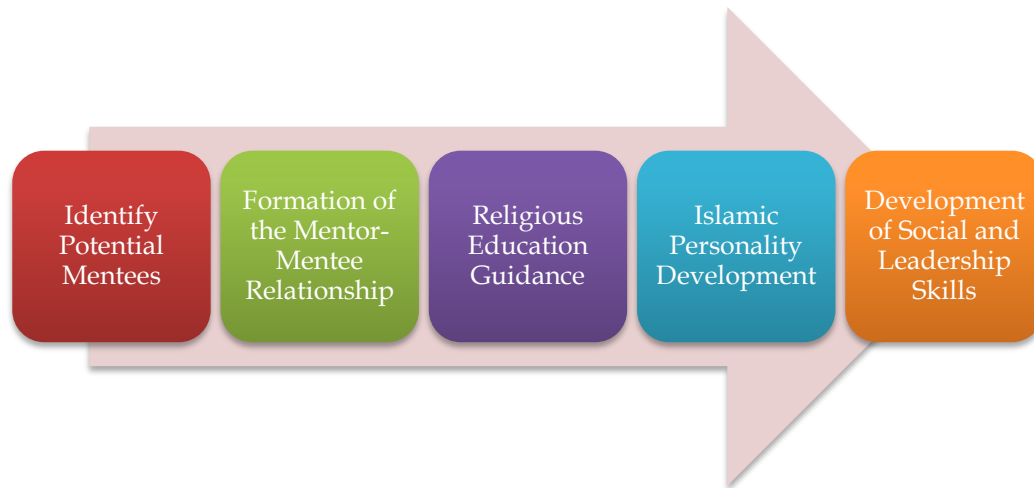 Identify
Potential
Mentees
Formation of
the Mentor-
Mentee
Relationship
Religious
Education
Guidance
Islamic
Personality
Development
Development
of Social and
Leadership
Skills